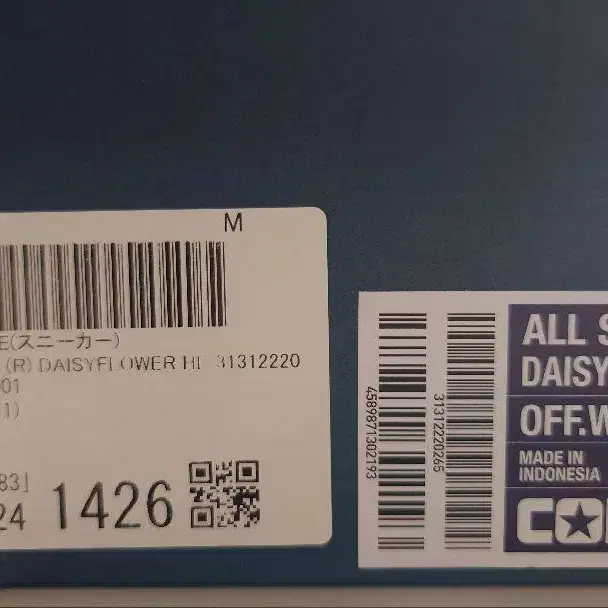 M
E(スニーカー)
(R) DAISYFLOWER HI 31312220
01
1)
83]
24 1426
4589871302193
31312220265
ALL S
DAISY
OFF.W
MADE IN
INDONESIA
CO